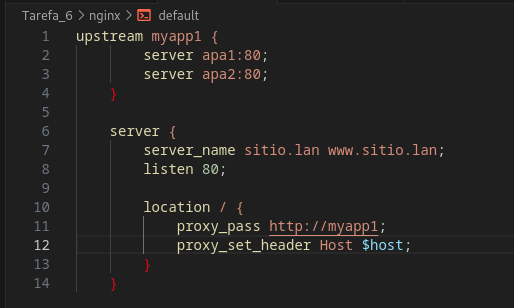 Tarefa_6 > nginx > default
1 upstream myapp1 {
2         server apa1:80;
3         server apa2:80;
4     }
5
6     server {
7         server_name sitio.lan www.sitio.lan;
8         listen 80;
9
10         location / {
11             proxy_pass http://myapp1;
12             proxy_set_header Host $host;
13         }
14     }